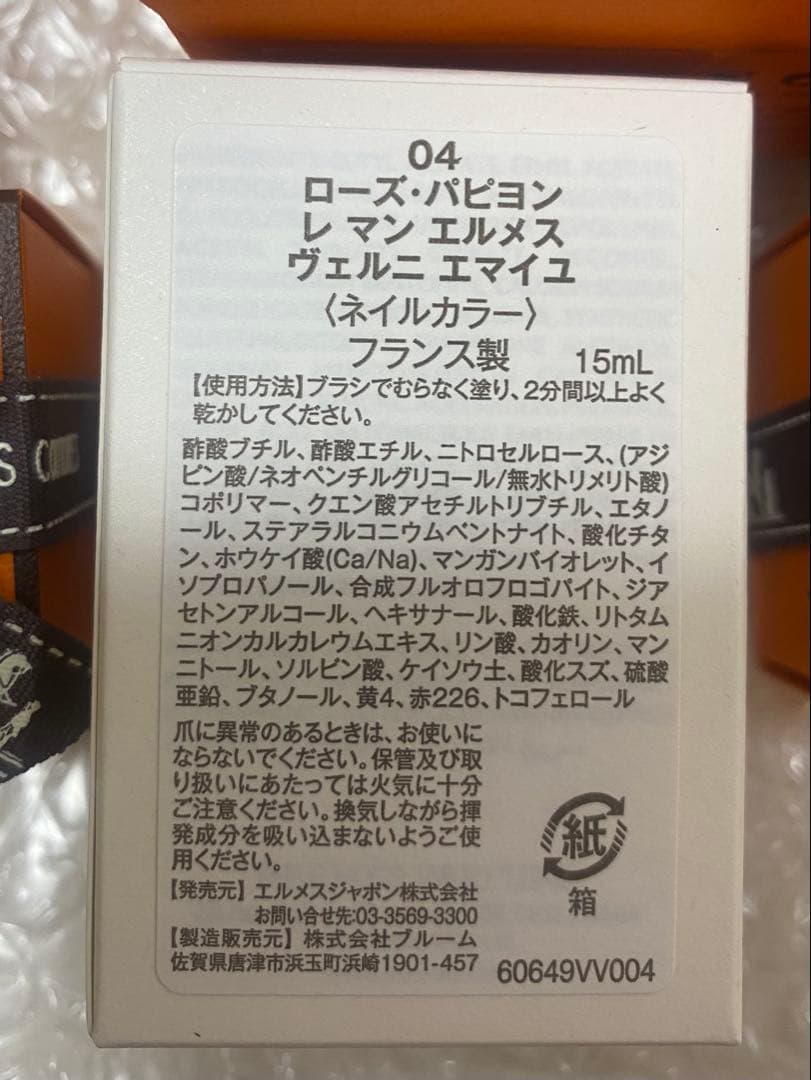 04
ローズ・パピヨン
レ マン エルメス
ヴェルニ エマイユ
〈ネイルカラー〉
フランス製 15mL
【使用方法】ブラシでむらなく塗り、2分間以上よく
乾かしてください。
酢酸ブチル、酢酸エチル、ニトロセルロース、(アジ
ピン酸/ネオペンチルグリコール/無水トリメリト酸)
コポリマー、クエン酸アセチルトリブチル、エタノ
ール、ステアラルコニウムベントナイト、酸化チタ
ン、ホウケイ酸(Ca/Na)、マンガンバイオレット、イ
ソプロパノール、合成フルオロフロゴパイト、ジア
セトンアルコール、ヘキサナール、酸化鉄、リトタム
ニオンカルカレウムエキス、リン酸、カオリン、マン
ニトール、ソルビン酸、ケイソウ土、酸化スズ、硫酸
亜鉛、ブタノール、黄4、赤226、トコフェロール
爪に異常のあるときは、お使いに
ならないでください。保管及び取
り扱いにあたっては火気に十分
ご注意ください。換気しながら揮
発成分を吸い込まないようご使
用ください。
【発売元】エルメスジャポン株式会社
お問い合せ先:03-3569-3300
【製造販売元】株式会社ブルーム
佐賀県唐津市浜玉町浜崎1901-457
紙
箱
60649VV004